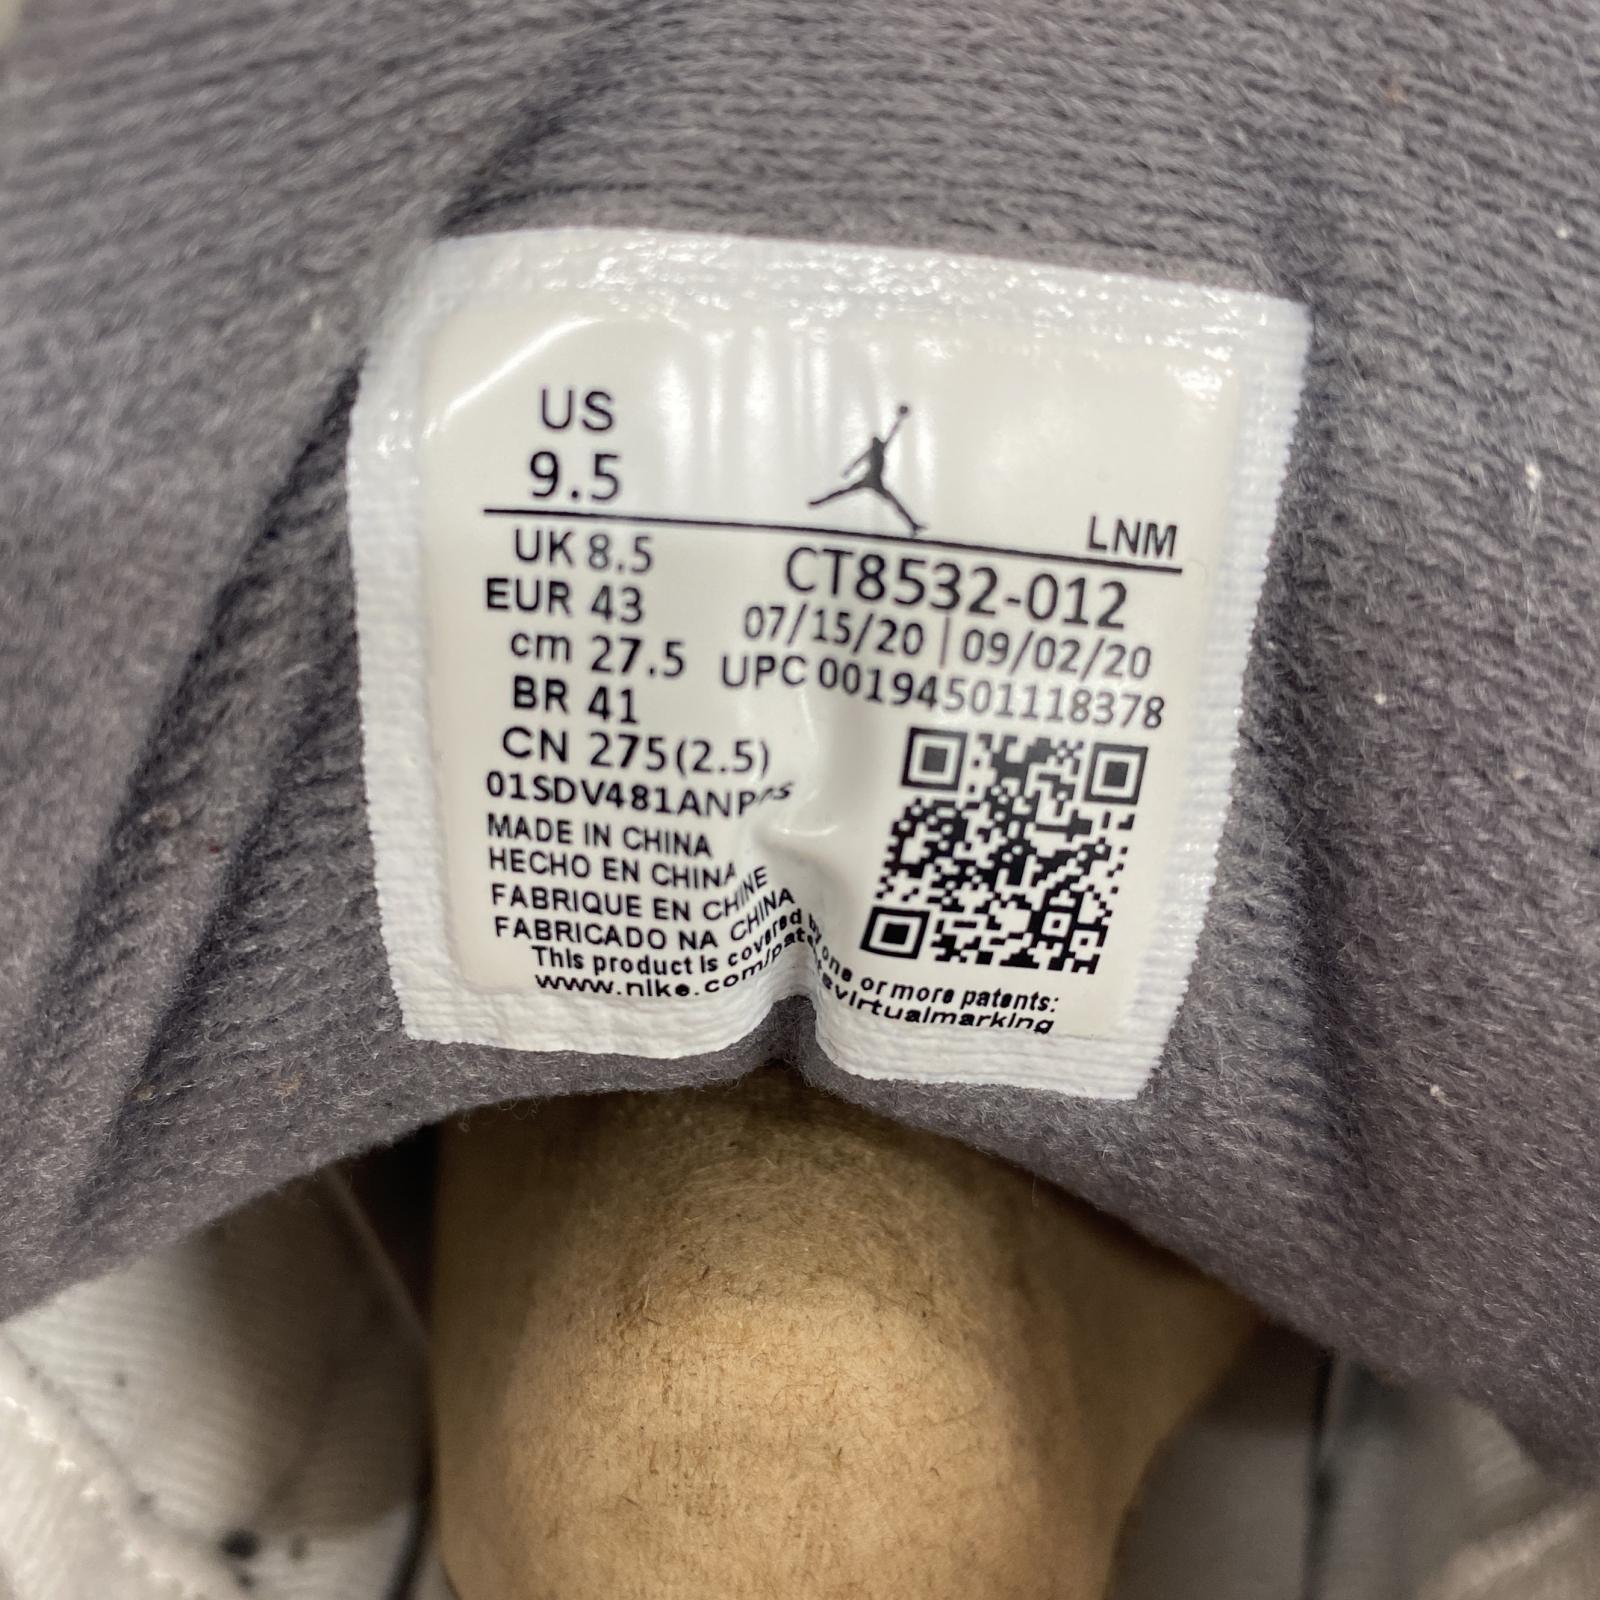 US
9.5
LNM
UK 8.5
CT8532-012
EUR 43
07/15/20 | 09/02/20
cm 27.5
UPC 00194501118378
BR 41
CN 275(2.5)
MADE IN CHINA
HECHO EN CHINA
FABRIQUE EN CHINE
FABRICADO NA CHINA
This product is covered by one or more patents:
www.nike.com/patentsvirtualmarking